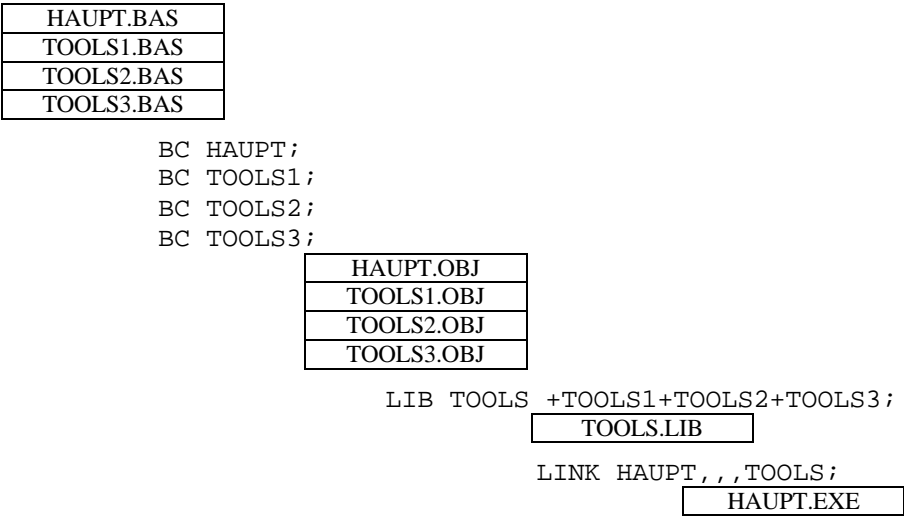 HAUPT.BAS
TOOLS1.BAS
TOOLS2.BAS
TOOLS3.BAS
BC HAUPT;
BC TOOLS1;
BC TOOLS2;
BC TOOLS3;
HAUPT.OBJ
TOOLS1.OBJ
TOOLS2.OBJ
TOOLS3.OBJ
LIB TOOLS +TOOLS1+TOOLS2+TOOLS3;
TOOLS.LIB
LINK HAUPT,,,TOOLS;
HAUPT.EXE